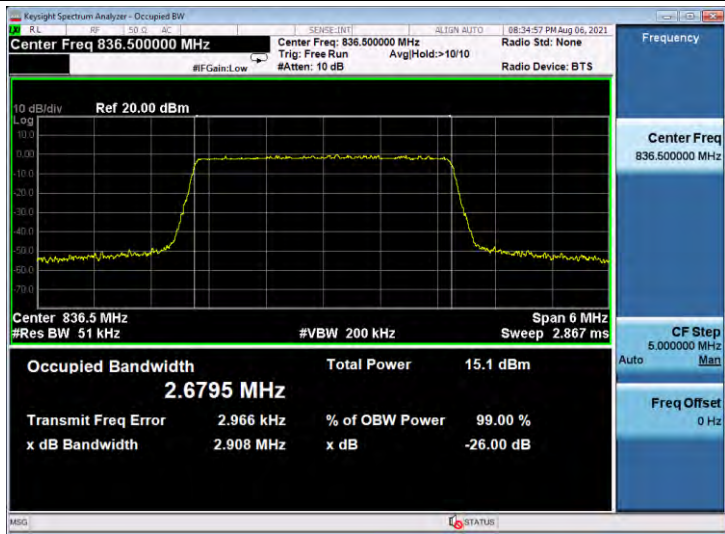 Keysight Spectrum Analyzer - Occupied BW
RL RF 50 Ω AC SENSE:INT ALIGN AUTO 08:34:57 PM Aug 06, 2021
Center Freq 836.500000 MHz Center Freq: 836.500000 MHz Radio Std: None
Trig: Free Run Avg|Hold:>10/10
#IFGain:Low #Atten: 10 dB Radio Device: BTS
10 dB/div Ref 20.00 dBm
Log
10.0
0.00
-10.0
-20.0
-30.0
-40.0
-50.0
-60.0
-70.0
Center 836.5 MHz Span 6 MHz
#Res BW 51 kHz #VBW 200 kHz Sweep 2.867 ms
Occupied Bandwidth Total Power 15.1 dBm
2.6795 MHz
Transmit Freq Error 2.966 kHz % of OBW Power 99.00 %
x dB Bandwidth 2.908 MHz x dB -26.00 dB
MSG STATUS
Frequency
Center Freq
836.500000 MHz
CF Step
5.000000 MHz
Auto Man
Freq Offset
0 Hz